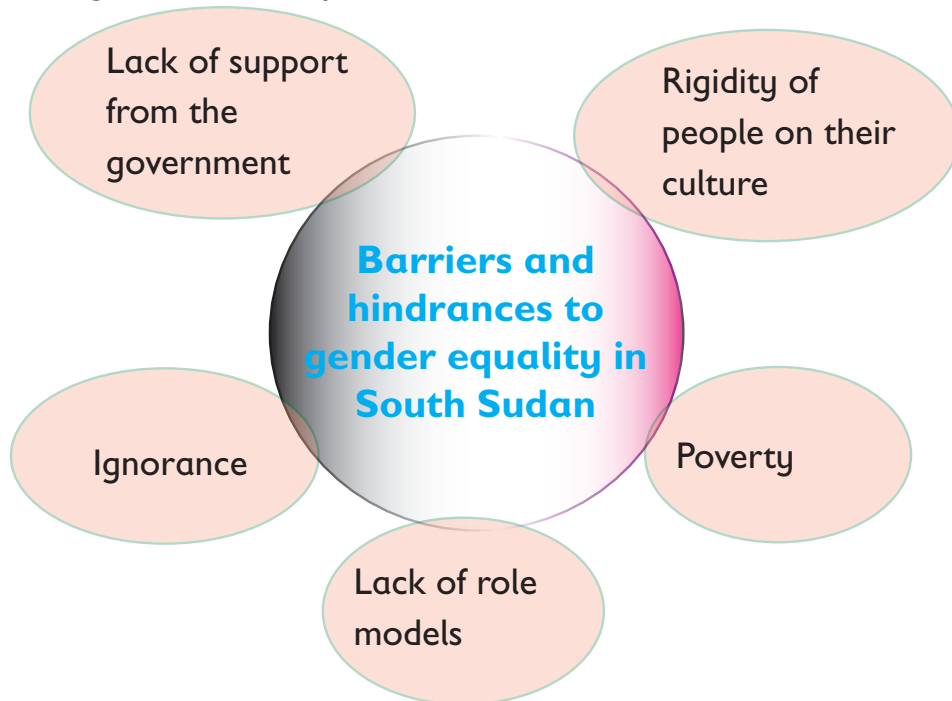 Lack of support
from the
government
Rigidity of
people on their
culture
Barriers and
hindrances to
gender equality in
South Sudan
Ignorance
Poverty
Lack of role
models